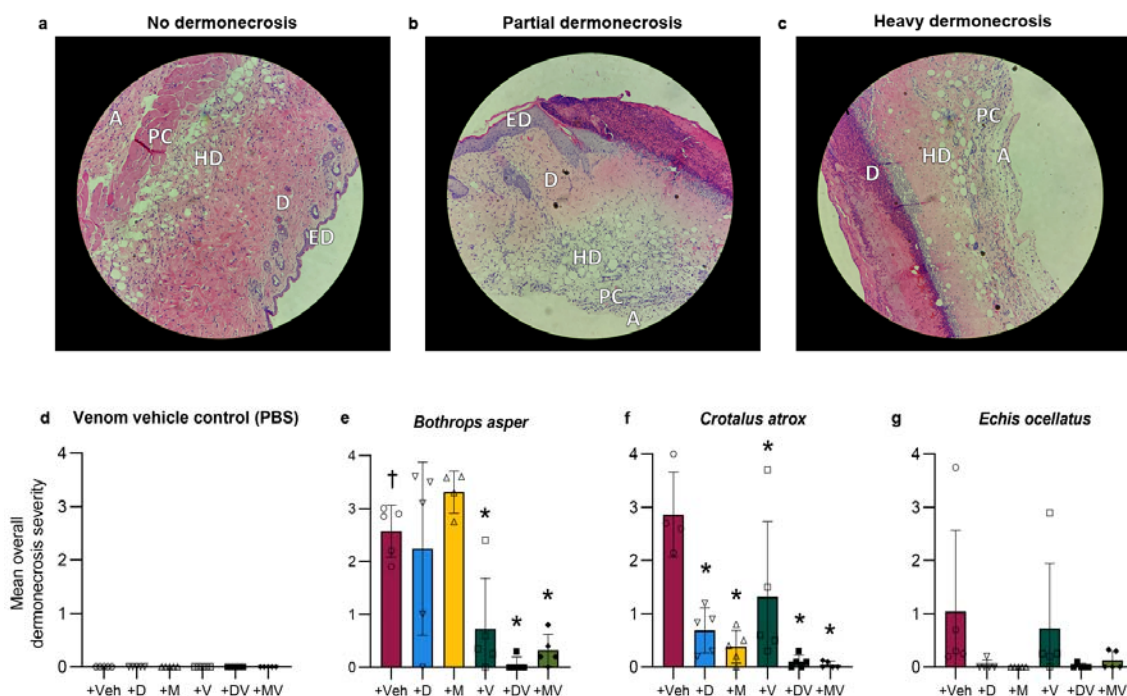 a No dermonecrosis
b Partial dermonecrosis
c Heavy dermonecrosis
A
PC
HD
D
ED
ED
D
HD
PC
A
PC
HD
A
D
d Venom vehicle control (PBS)
e Bothrops asper
f Crotalus atrox
g Echis ocellatus
Mean overall
dermonecrosis severity
4
3
2
1
0
+Veh +D +M +V +DV +MV
4
3
2
1
0
†
*
*
*
+Veh +D +M +V +DV +MV
4
3
2
1
0
*
*
*
*
*
+Veh +D +M +V +DV +MV
4
3
2
1
0
+Veh +D +M +V +DV +MV